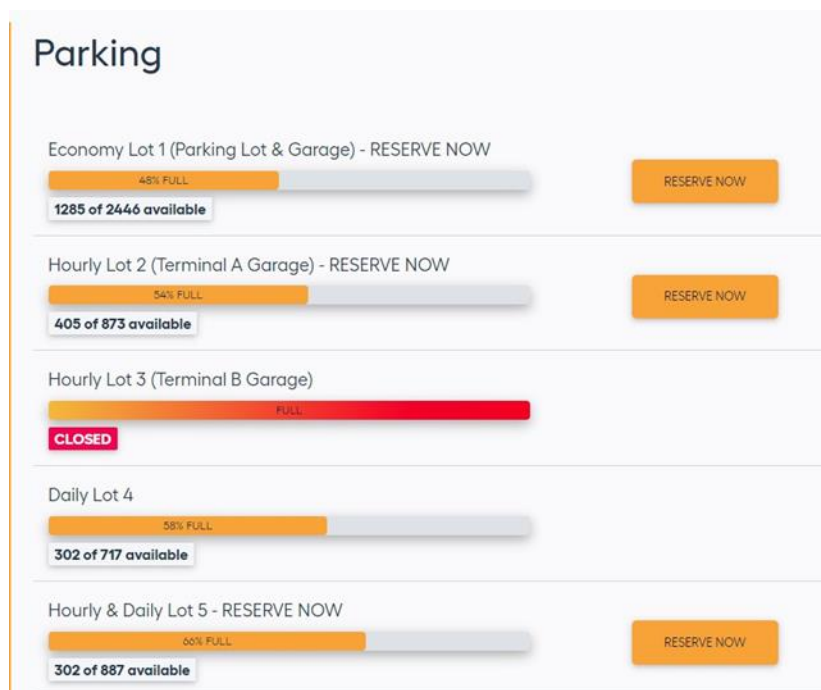 Parking
Economy Lot 1 (Parking Lot & Garage) - RESERVE NOW
48% FULL
RESERVE NOW
1285 of 2446 available
Hourly Lot 2 (Terminal A Garage) - RESERVE NOW
54% FULL
RESERVE NOW
405 of 873 available
Hourly Lot 3 (Terminal B Garage)
FULL
CLOSED
Daily Lot 4
58% FULL
302 of 717 available
Hourly & Daily Lot 5 - RESERVE NOW
66% FULL
RESERVE NOW
302 of 887 available